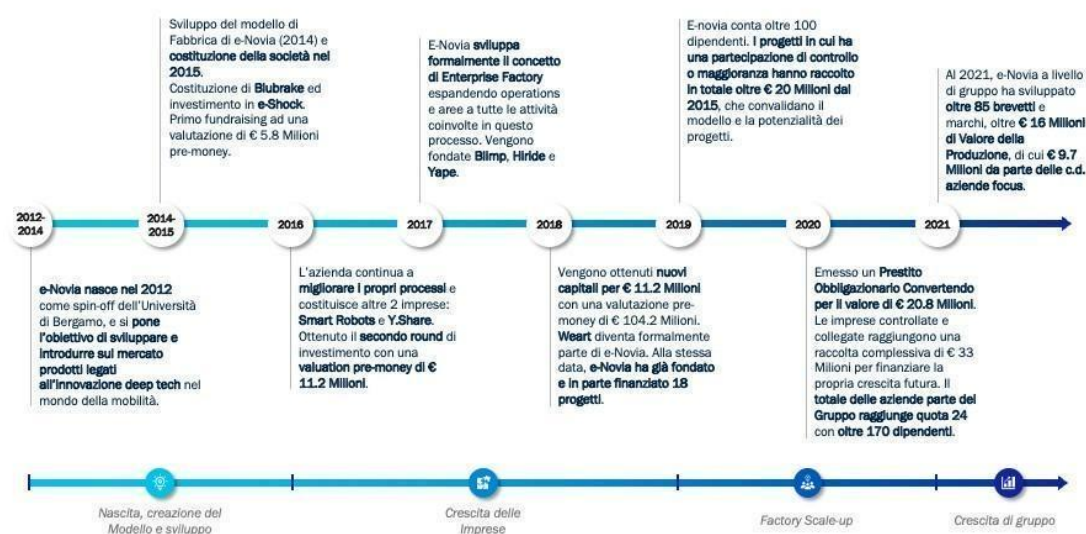 Sviluppo del modello di
Fabbrica di e-Novia (2014) e
costituzione della società nel
2015.
Costituzione di Blubrake ed
investimento in e-Shock.
Primo fundraising ad una
valutazione di € 5.8 Milioni
pre-money.
E-Novia sviluppa
formalmente il concetto
di Enterprise Factory
espandendo operations
e aree a tutte le attività
coinvolte in questo
processo. Vengono
fondate Blimp, Hiride e
Yape.
E-novia conta oltre 100
dipendenti. I progetti in cui ha
una partecipazione di controllo
o maggioranza hanno raccolto
in totale oltre € 20 Milioni dal
2015, che convalidano il
modello e la potenzialità dei
progetti.
Al 2021, e-Novia a livello
di gruppo ha sviluppato
oltre 85 brevetti e
marchi, oltre € 16 Milioni
di Valore della
Produzione, di cui € 9.7
Milioni da parte delle c.d.
aziende focus.
2012-
2014
2014-
2015
2016
2017
2018
2019
2020
2021
e-Novia nasce nel 2012
come spin-off dell'Università
di Bergamo, e si pone
l'obiettivo di sviluppare e
introdurre sul mercato
prodotti legati
all'innovazione deep tech nel
mondo della mobilità.
L'azienda continua a
migliorare i propri processi e
costituisce altre 2 imprese:
Smart Robots e Y.Share.
Ottenuto il secondo round di
investimento con una
valuation pre-money di €
11.2 Milioni.
Vengono ottenuti nuovi
capitali per € 11.2 Milioni
con una valutazione pre-
money di € 104.2 Milioni.
Weart diventa formalmente
parte di e-Novia. Alla stessa
data, e-Novia ha già fondato
e in parte finanziato 18
progetti.
Emesso un Prestito
Obbligazionario Convertendo
per il valore di € 20.8 Milioni.
Le imprese controllate e
collegate raggiungono una
raccolta complessiva di € 33
Milioni per finanziare la
propria crescita futura. Il
totale delle aziende parte del
Gruppo raggiunge quota 24
con oltre 170 dipendenti.
Nascita, creazione del
Modello e sviluppo
Crescita delle
Imprese
Factory Scale-up
Crescita di gruppo